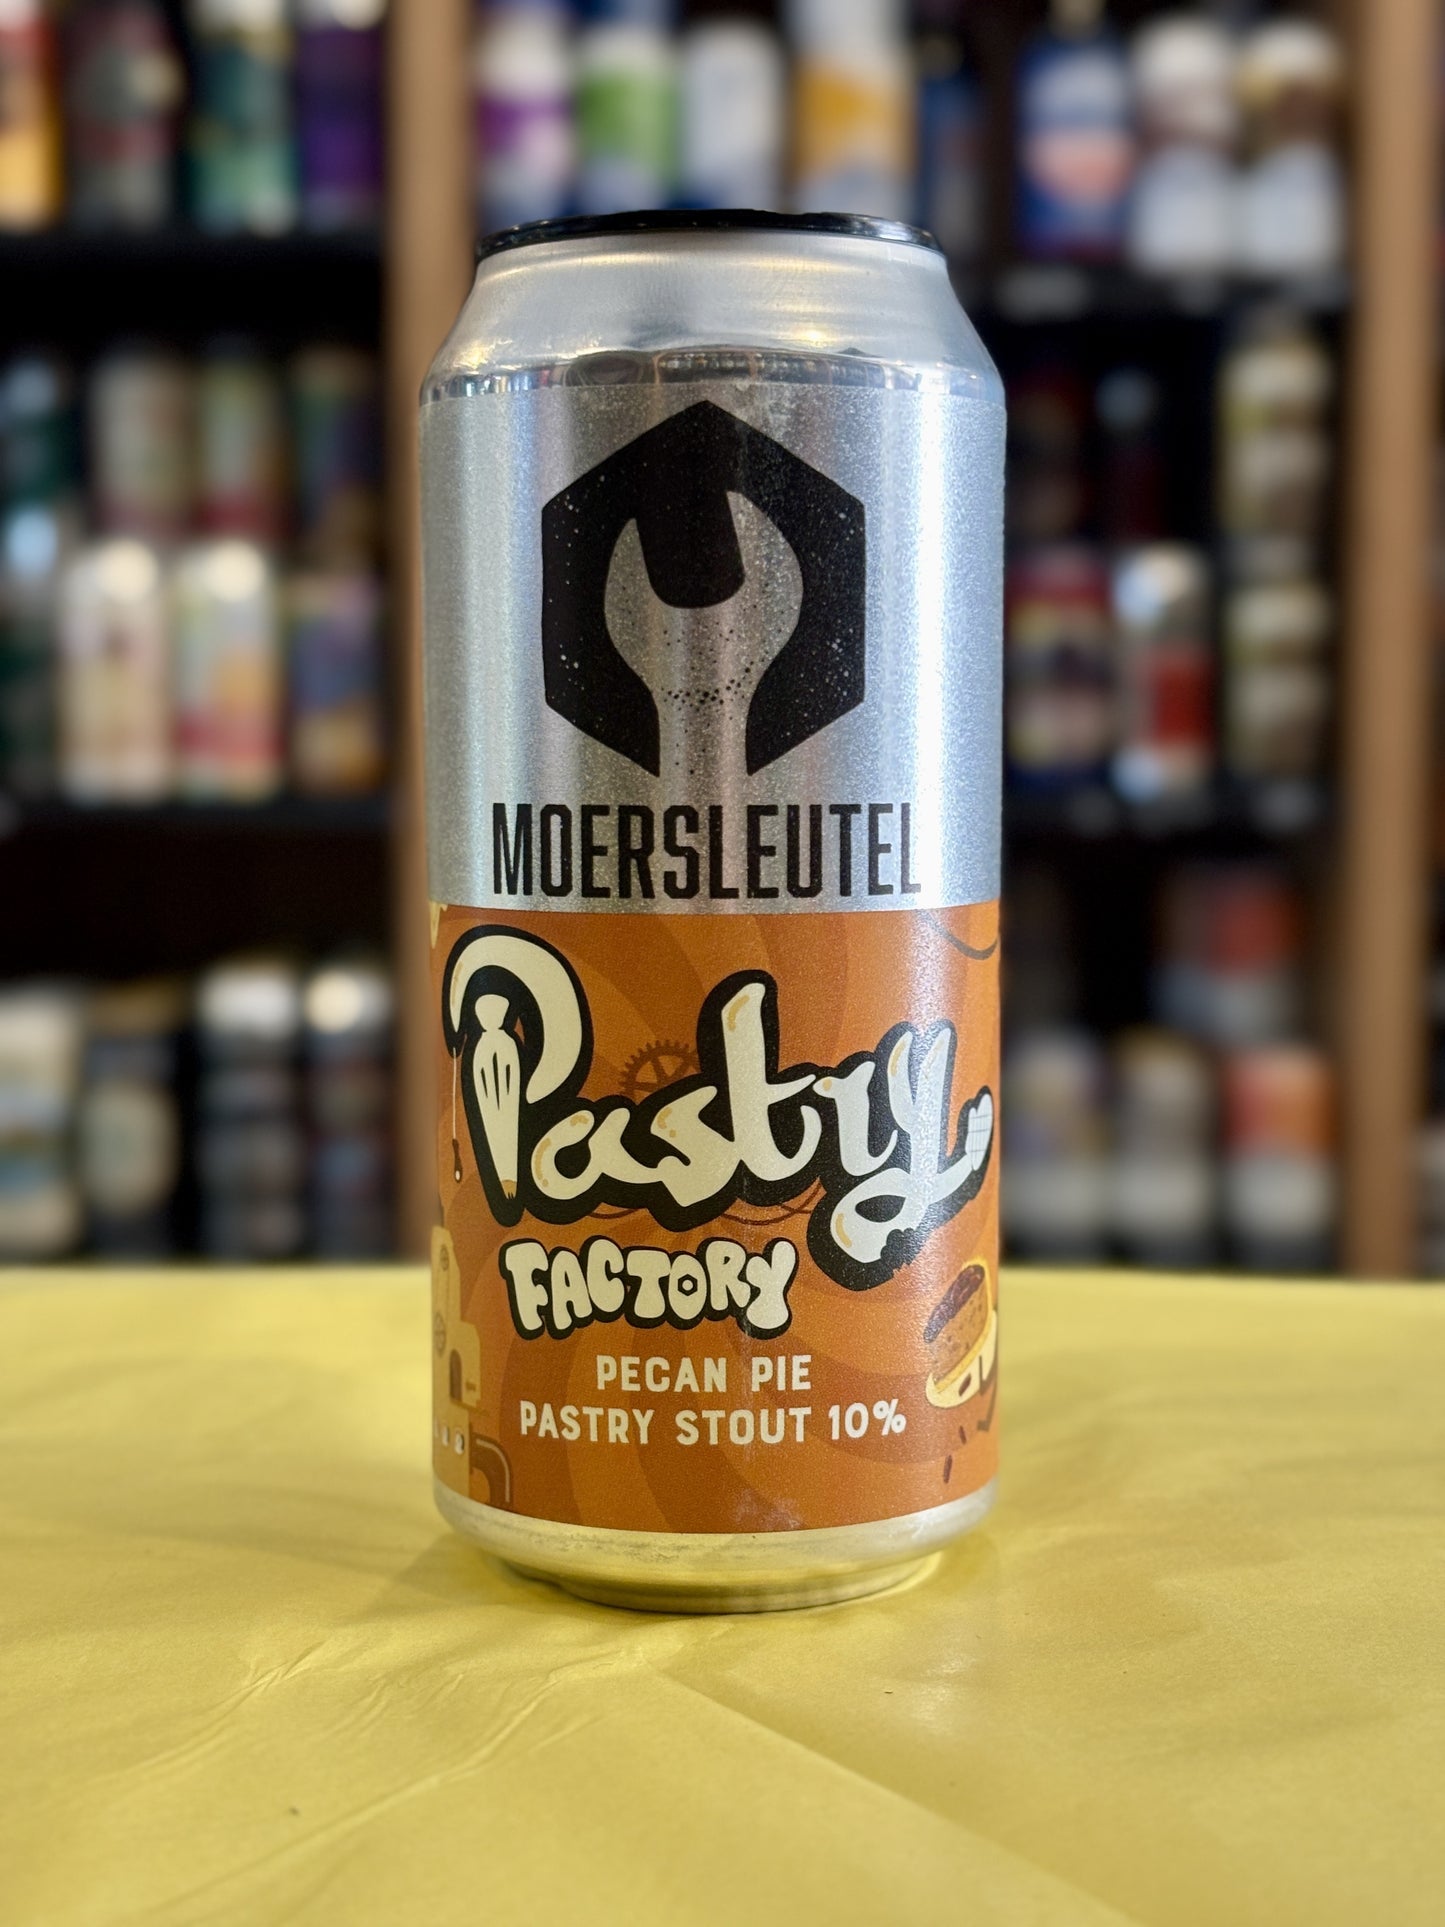 MOERSLEUTEL
Pastry
FACTORY
PECAN PIE
PASTRY STOUT 10%